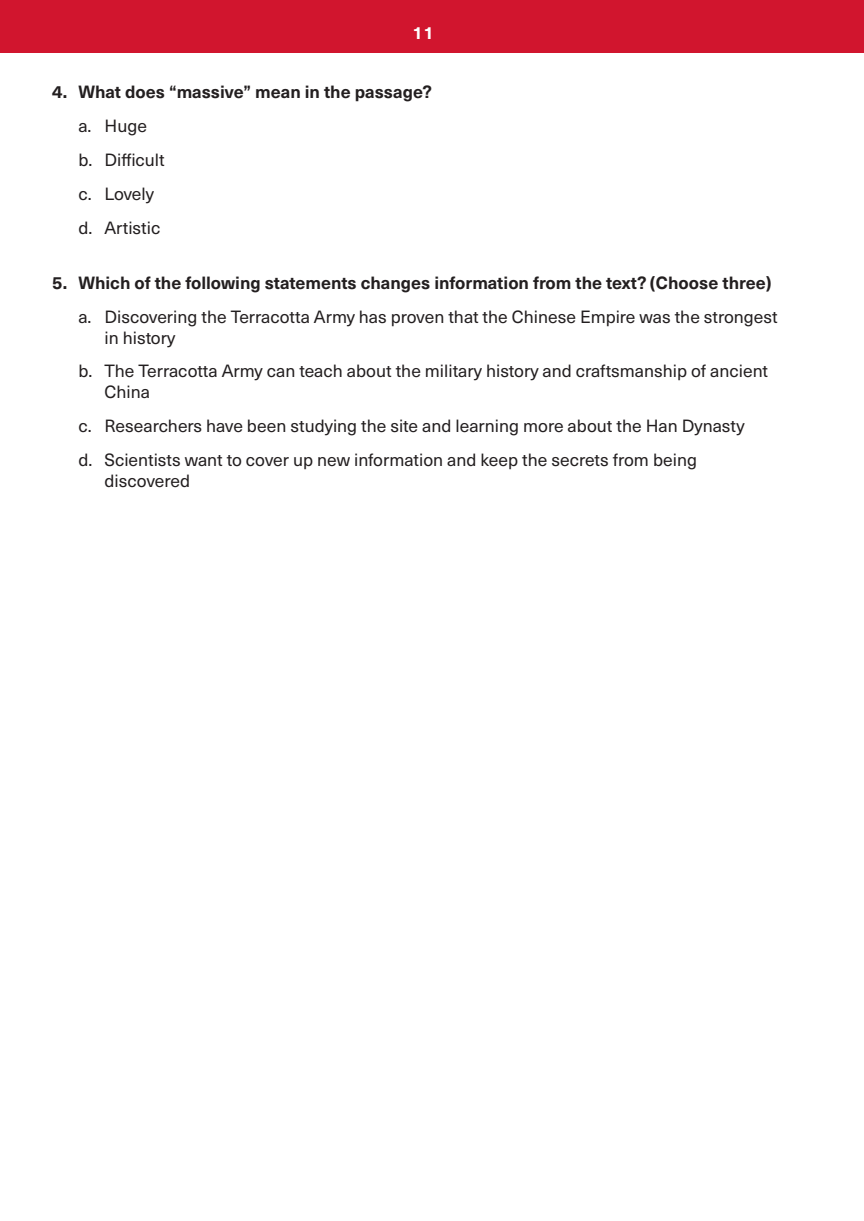 11
4. What does “massive” mean in the passage?
a. Huge
b. Difficult
c. Lovely
d. Artistic
5. Which of the following statements changes information from the text? (Choose three)
a. Discovering the Terracotta Army has proven that the Chinese Empire was the strongest
in history
b. The Terracotta Army can teach about the military history and craftsmanship of ancient
China
c. Researchers have been studying the site and learning more about the Han Dynasty
d. Scientists want to cover up new information and keep the secrets from being
discovered